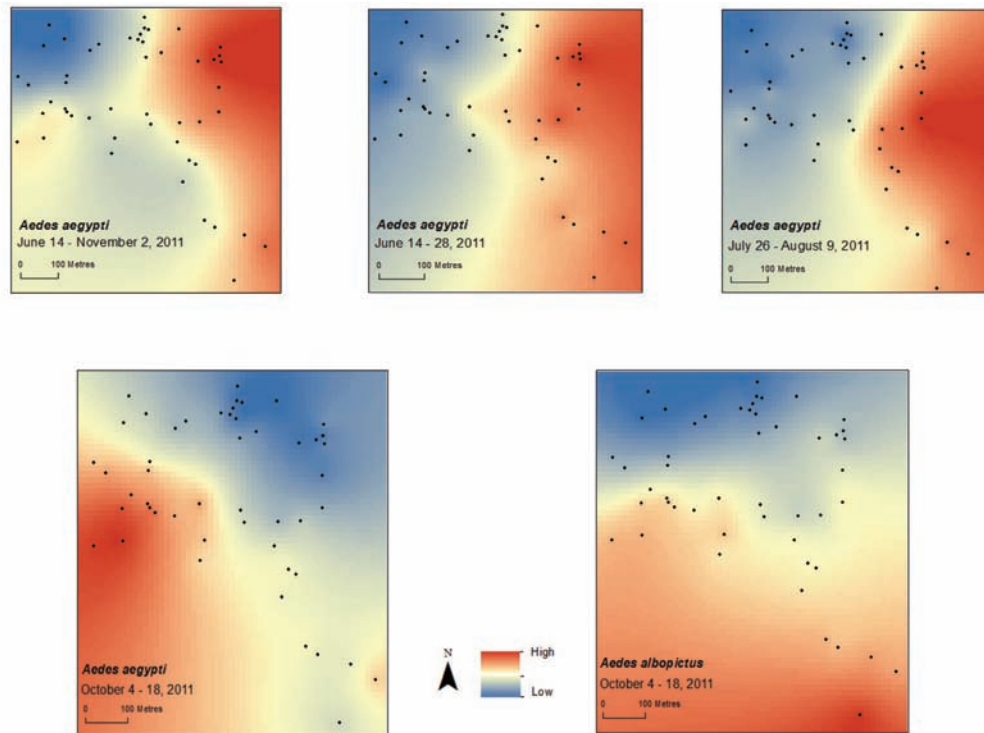 Aedes aegypti
June 14 - November 2, 2011
0 100 Metres
Aedes aegypti
June 14 - 28, 2011
0 100 Metres
Aedes aegypti
July 26 - August 9, 2011
0 100 Metres
Aedes aegypti
October 4 - 18, 2011
0 100 Metres
N
High
Low
Aedes albopictus
October 4 - 18, 2011
0 100 Metres